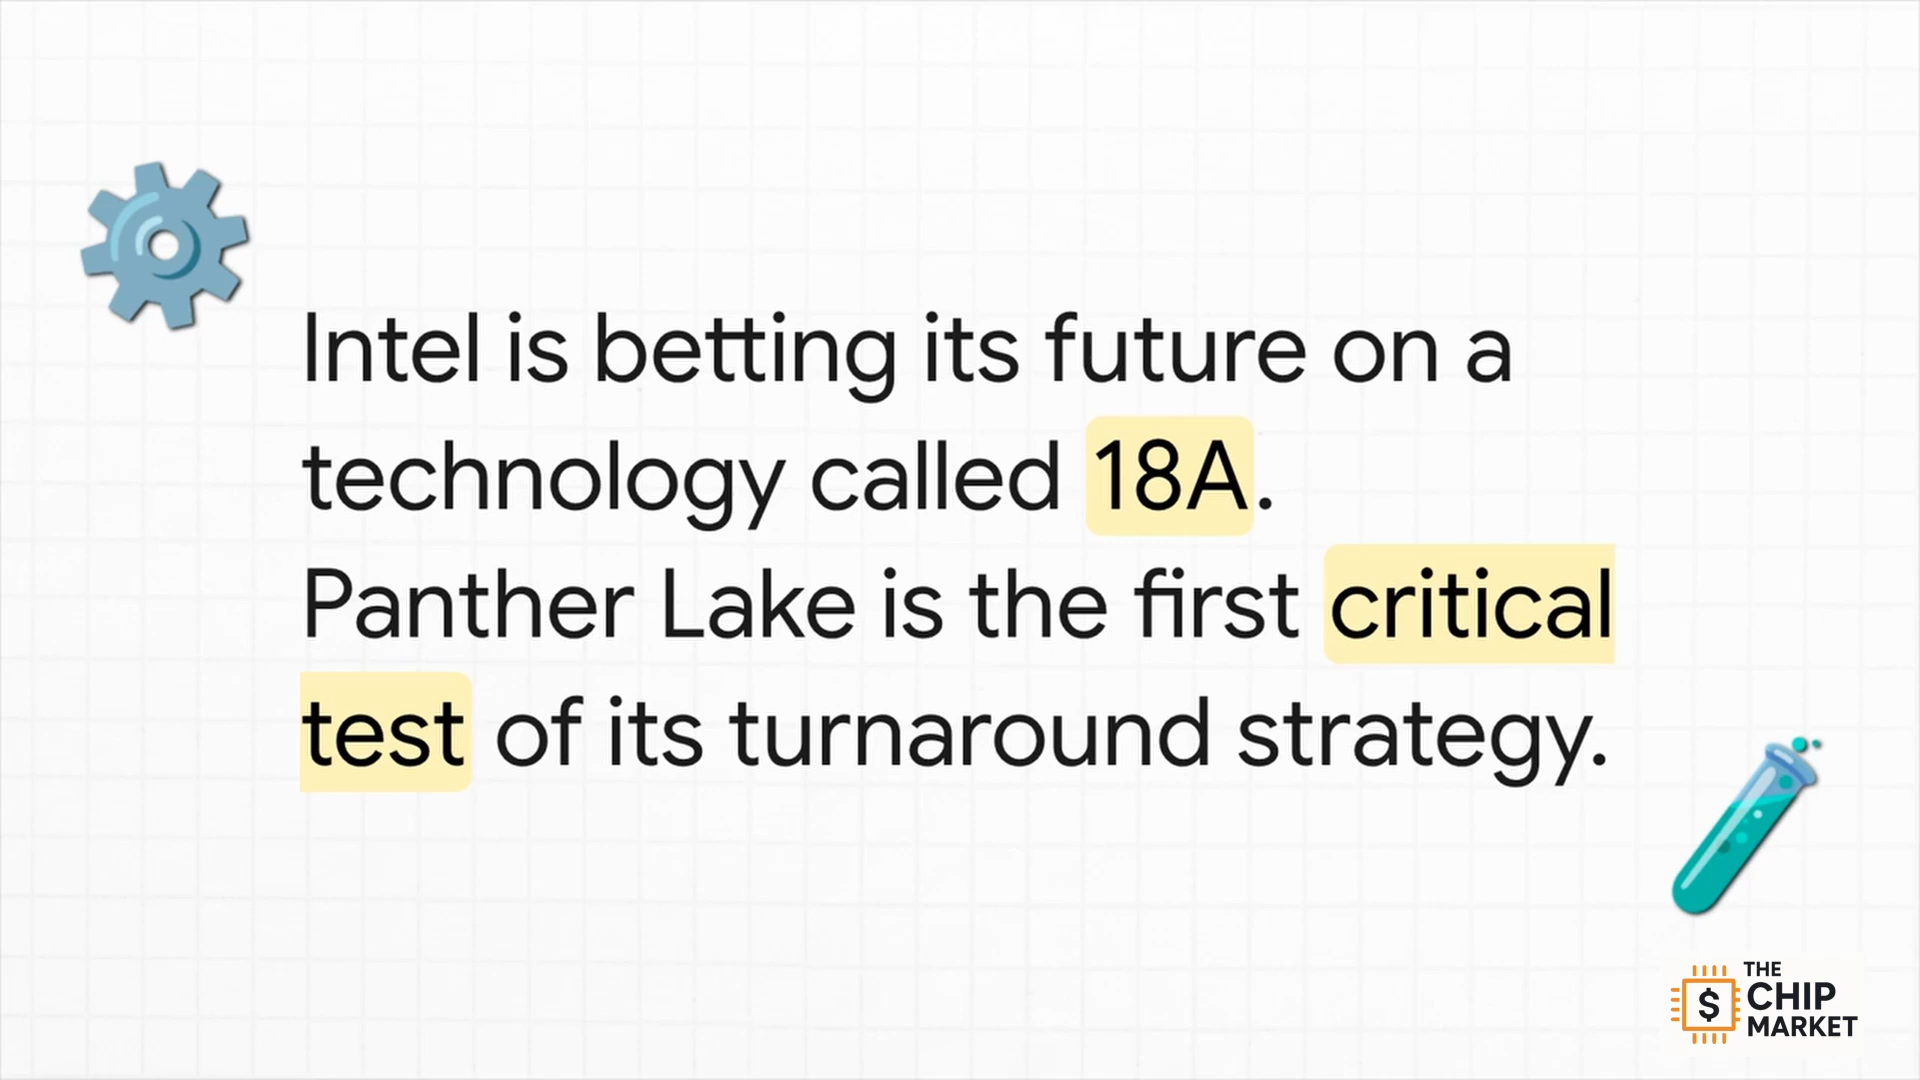 Intel is betting its future on a
technology called 18A.
Panther Lake is the first critical
test of its turnaround strategy.
$
THE
CHIP
MARKET